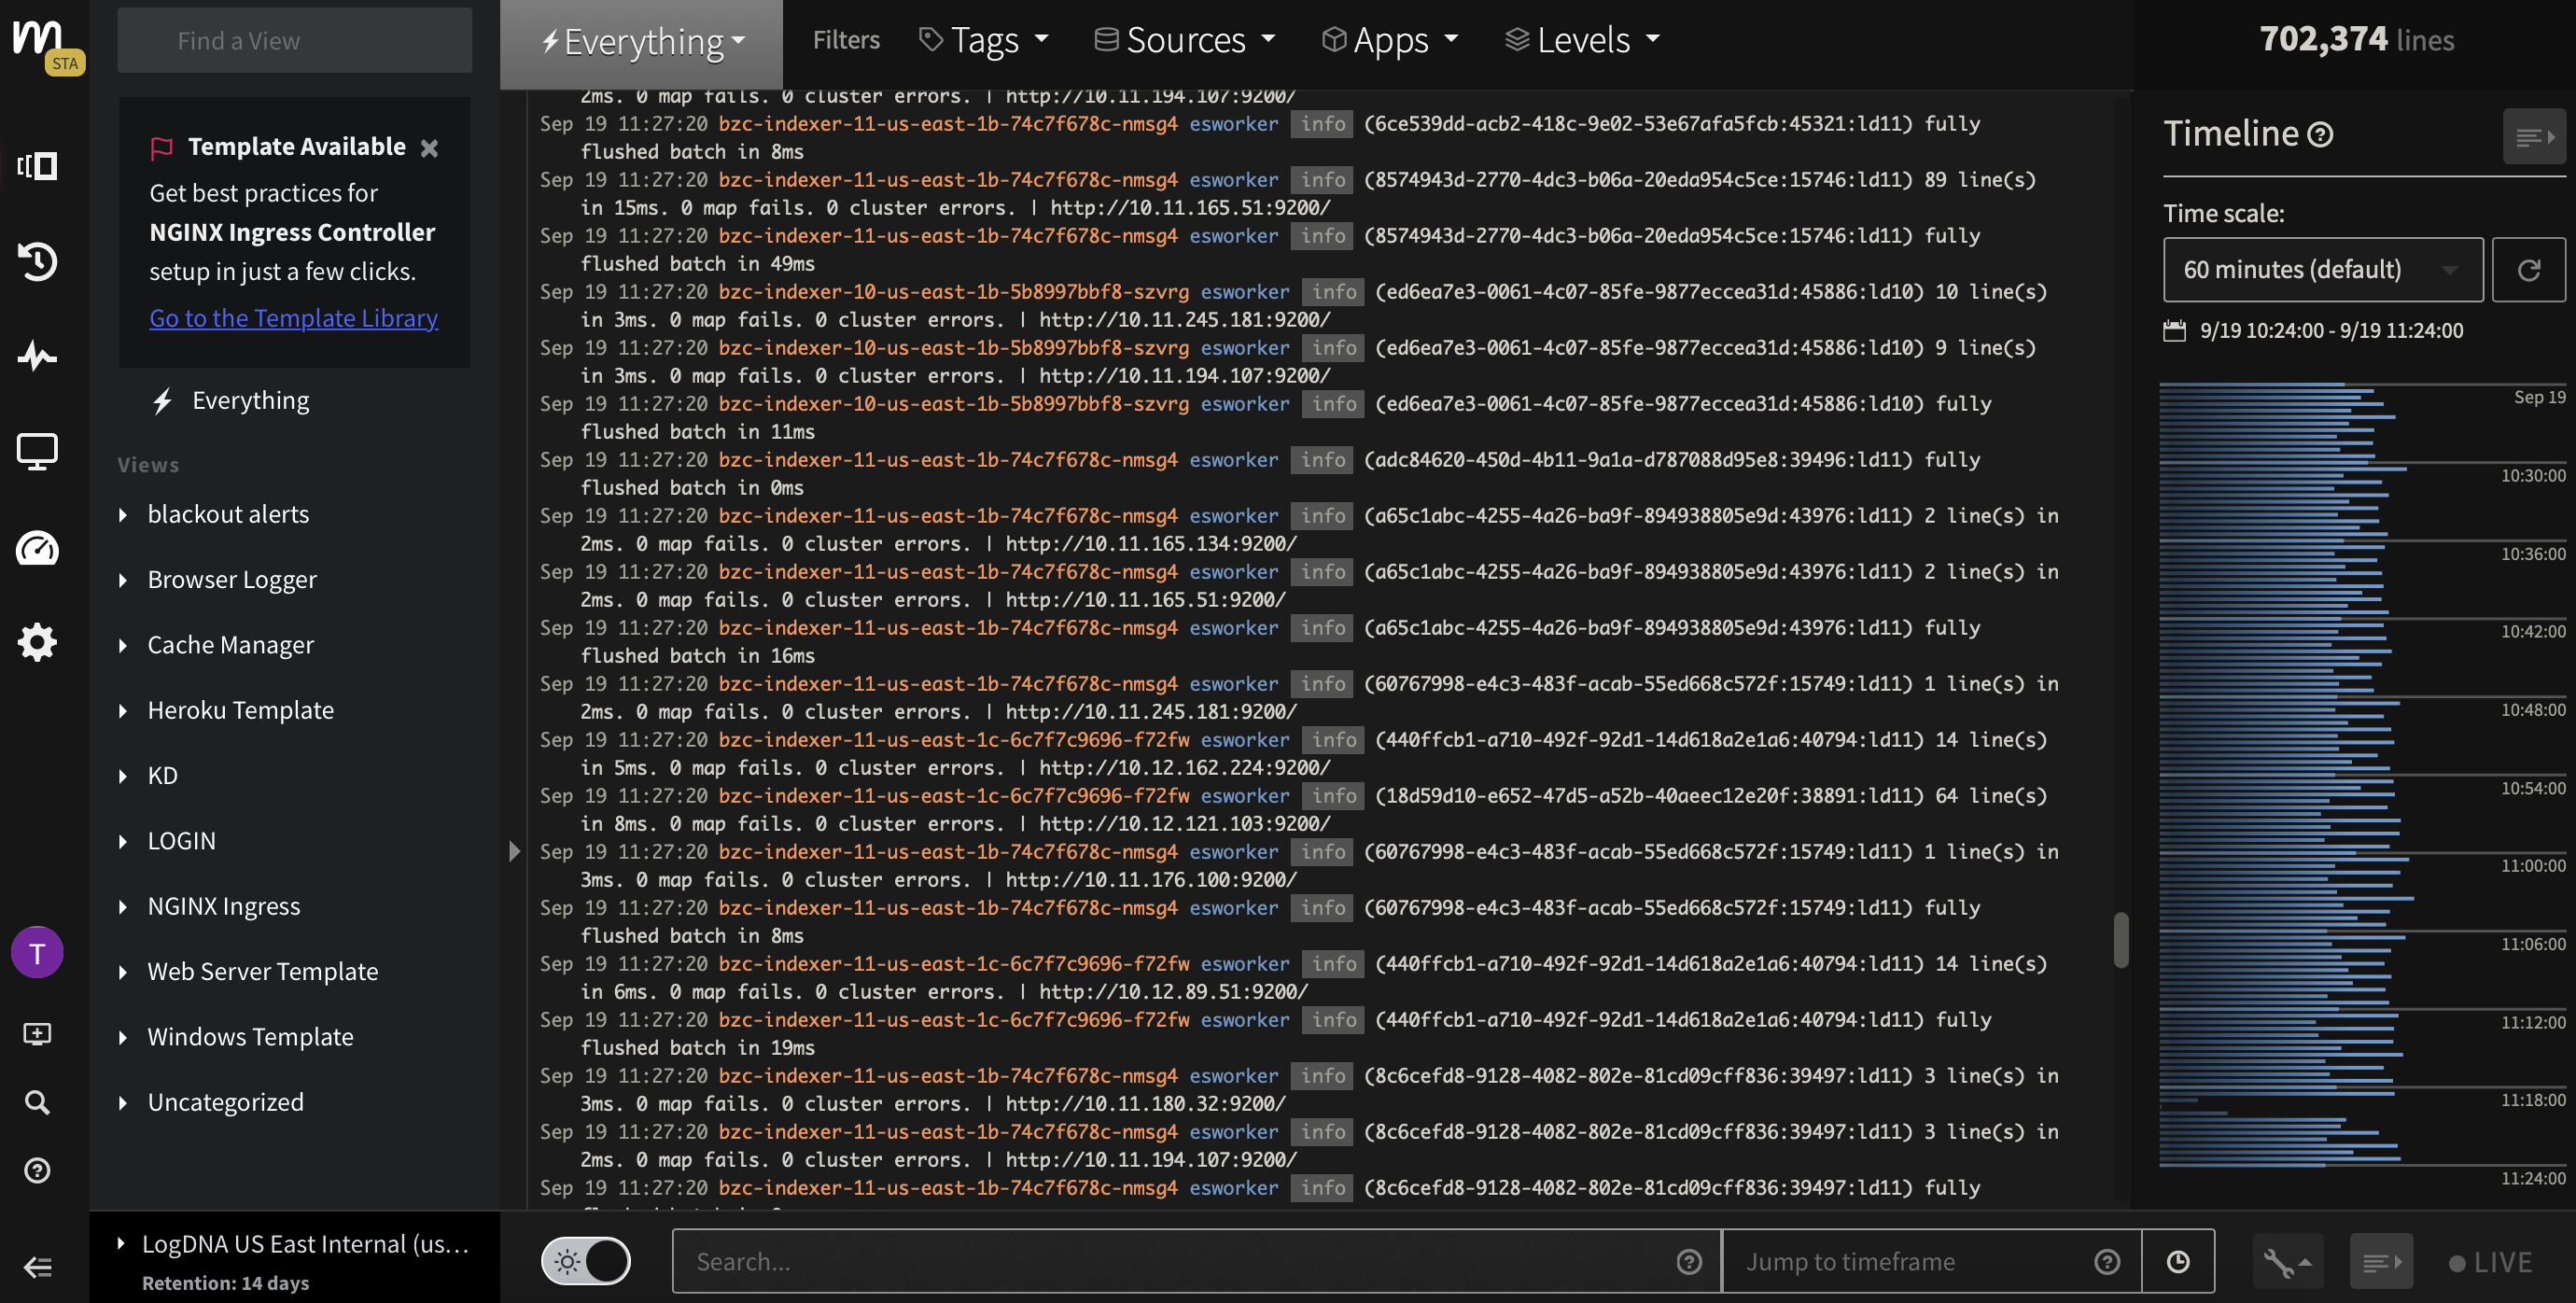 m
STA
Find a View
Template Available
Get best practices for
NGINX Ingress Controller
setup in just a few clicks.
Go to the Template Library
Everything
Views
blackout alerts
Browser Logger
Cache Manager
Heroku Template
KD
LOGIN
NGINX Ingress
Web Server Template
Windows Template
Uncategorized
T
LogDNA US East Internal (us...
Retention: 14 days
Everything Filters Tags Sources Apps Levels
2ms. 0 map fails. 0 cluster errors. | http://10.11.194.107:9200/
Sep 19 11:27:20 bzc-indexer-11-us-east-1b-74c7f678c-nmsg4 esworker info (6ce539dd-acb2-418c-9e02-53e67afa5fcb:45321:ld11) fully
flushed batch in 8ms
Sep 19 11:27:20 bzc-indexer-11-us-east-1b-74c7f678c-nmsg4 esworker info (8574943d-2770-4dc3-b06a-20eda954c5ce:15746:ld11) 89 line(s)
in 15ms. 0 map fails. 0 cluster errors. | http://10.11.165.51:9200/
Sep 19 11:27:20 bzc-indexer-11-us-east-1b-74c7f678c-nmsg4 esworker info (8574943d-2770-4dc3-b06a-20eda954c5ce:15746:ld11) fully
flushed batch in 49ms
Sep 19 11:27:20 bzc-indexer-10-us-east-1b-5b8997bbf8-szvrg esworker info (ed6ea7e3-0061-4c07-85fe-9877eccea31d:45886:ld10) 10 line(s)
in 3ms. 0 map fails. 0 cluster errors. | http://10.11.245.181:9200/
Sep 19 11:27:20 bzc-indexer-10-us-east-1b-5b8997bbf8-szvrg esworker info (ed6ea7e3-0061-4c07-85fe-9877eccea31d:45886:ld10) 9 line(s)
in 3ms. 0 map fails. 0 cluster errors. | http://10.11.194.107:9200/
Sep 19 11:27:20 bzc-indexer-10-us-east-1b-5b8997bbf8-szvrg esworker info (ed6ea7e3-0061-4c07-85fe-9877eccea31d:45886:ld10) fully
flushed batch in 11ms
Sep 19 11:27:20 bzc-indexer-11-us-east-1b-74c7f678c-nmsg4 esworker info (adc84620-450d-4b11-9a1a-d787088d95e8:39496:ld11) fully
flushed batch in 0ms
Sep 19 11:27:20 bzc-indexer-11-us-east-1b-74c7f678c-nmsg4 esworker info (a65c1abc-4255-4a26-ba9f-894938805e9d:43976:ld11) 2 line(s) in
2ms. 0 map fails. 0 cluster errors. | http://10.11.165.134:9200/
Sep 19 11:27:20 bzc-indexer-11-us-east-1b-74c7f678c-nmsg4 esworker info (a65c1abc-4255-4a26-ba9f-894938805e9d:43976:ld11) 2 line(s) in
2ms. 0 map fails. 0 cluster errors. | http://10.11.165.51:9200/
Sep 19 11:27:20 bzc-indexer-11-us-east-1b-74c7f678c-nmsg4 esworker info (a65c1abc-4255-4a26-ba9f-894938805e9d:43976:ld11) fully
flushed batch in 16ms
Sep 19 11:27:20 bzc-indexer-11-us-east-1b-74c7f678c-nmsg4 esworker info (60767998-e4c3-483f-acab-55ed668c572f:15749:ld11) 1 line(s) in
2ms. 0 map fails. 0 cluster errors. | http://10.11.245.181:9200/
Sep 19 11:27:20 bzc-indexer-11-us-east-1c-6c7f7c9696-f72fw esworker info (440ffcb1-a710-492f-92d1-14d618a2e1a6:40794:ld11) 14 line(s)
in 5ms. 0 map fails. 0 cluster errors. | http://10.12.162.224:9200/
Sep 19 11:27:20 bzc-indexer-11-us-east-1c-6c7f7c9696-f72fw esworker info (18d59d10-e652-47d5-a52b-40aeec12e20f:38891:ld11) 64 line(s)
in 8ms. 0 map fails. 0 cluster errors. | http://10.12.121.103:9200/
Sep 19 11:27:20 bzc-indexer-11-us-east-1b-74c7f678c-nmsg4 esworker info (60767998-e4c3-483f-acab-55ed668c572f:15749:ld11) 1 line(s) in
3ms. 0 map fails. 0 cluster errors. | http://10.11.176.100:9200/
Sep 19 11:27:20 bzc-indexer-11-us-east-1b-74c7f678c-nmsg4 esworker info (60767998-e4c3-483f-acab-55ed668c572f:15749:ld11) fully
flushed batch in 8ms
Sep 19 11:27:20 bzc-indexer-11-us-east-1c-6c7f7c9696-f72fw esworker info (440ffcb1-a710-492f-92d1-14d618a2e1a6:40794:ld11) 14 line(s)
in 6ms. 0 map fails. 0 cluster errors. | http://10.12.89.51:9200/
Sep 19 11:27:20 bzc-indexer-11-us-east-1c-6c7f7c9696-f72fw esworker info (440ffcb1-a710-492f-92d1-14d618a2e1a6:40794:ld11) fully
flushed batch in 19ms
Sep 19 11:27:20 bzc-indexer-11-us-east-1b-74c7f678c-nmsg4 esworker info (8c6cefd8-9128-4082-802e-81cd09cff836:39497:ld11) 3 line(s) in
3ms. 0 map fails. 0 cluster errors. | http://10.11.180.32:9200/
Sep 19 11:27:20 bzc-indexer-11-us-east-1b-74c7f678c-nmsg4 esworker info (8c6cefd8-9128-4082-802e-81cd09cff836:39497:ld11) 3 line(s) in
2ms. 0 map fails. 0 cluster errors. | http://10.11.194.107:9200/
Sep 19 11:27:20 bzc-indexer-11-us-east-1b-74c7f678c-nmsg4 esworker info (8c6cefd8-9128-4082-802e-81cd09cff836:39497:ld11) fully
Search...
Jump to timeframe
LIVE
702,374 lines
Timeline
Time scale:
60 minutes (default)
9/19 10:24:00 - 9/19 11:24:00
Sep 19
10:30:00
10:36:00
10:42:00
10:48:00
10:54:00
11:00:00
11:06:00
11:12:00
11:18:00
11:24:00